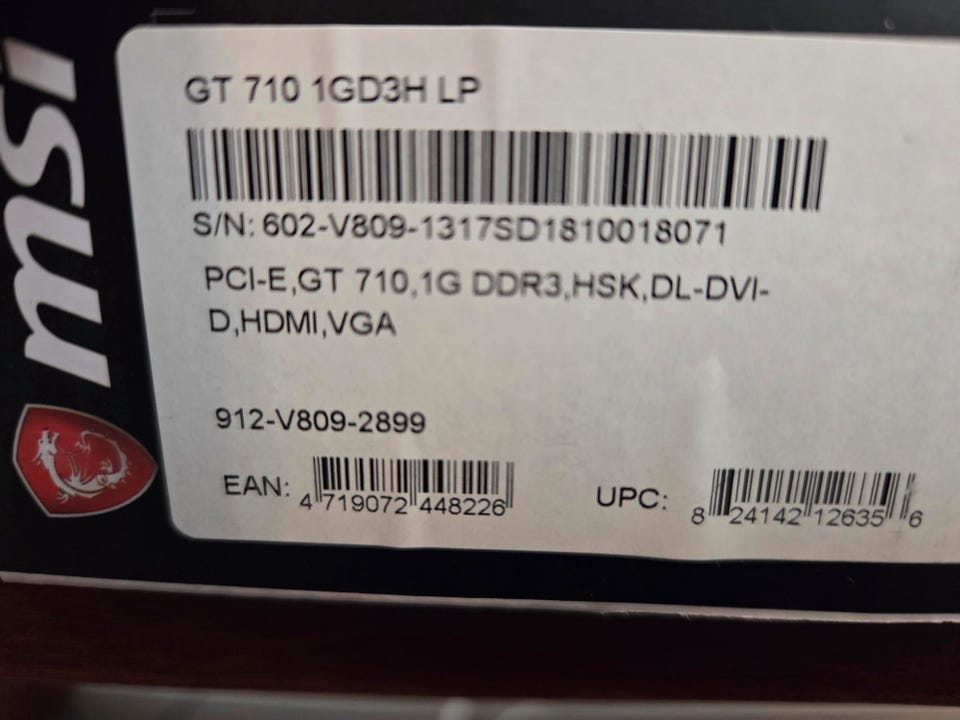 msi
GT 710 1GD3H LP
S/N: 602-V809-1317SD1810018071
PCI-E,GT 710,1G DDR3,HSK,DL-DVI-
D,HDMI,VGA
912-V809-2899
EAN: 4 719072 448226
UPC: 8 24142 12635 6